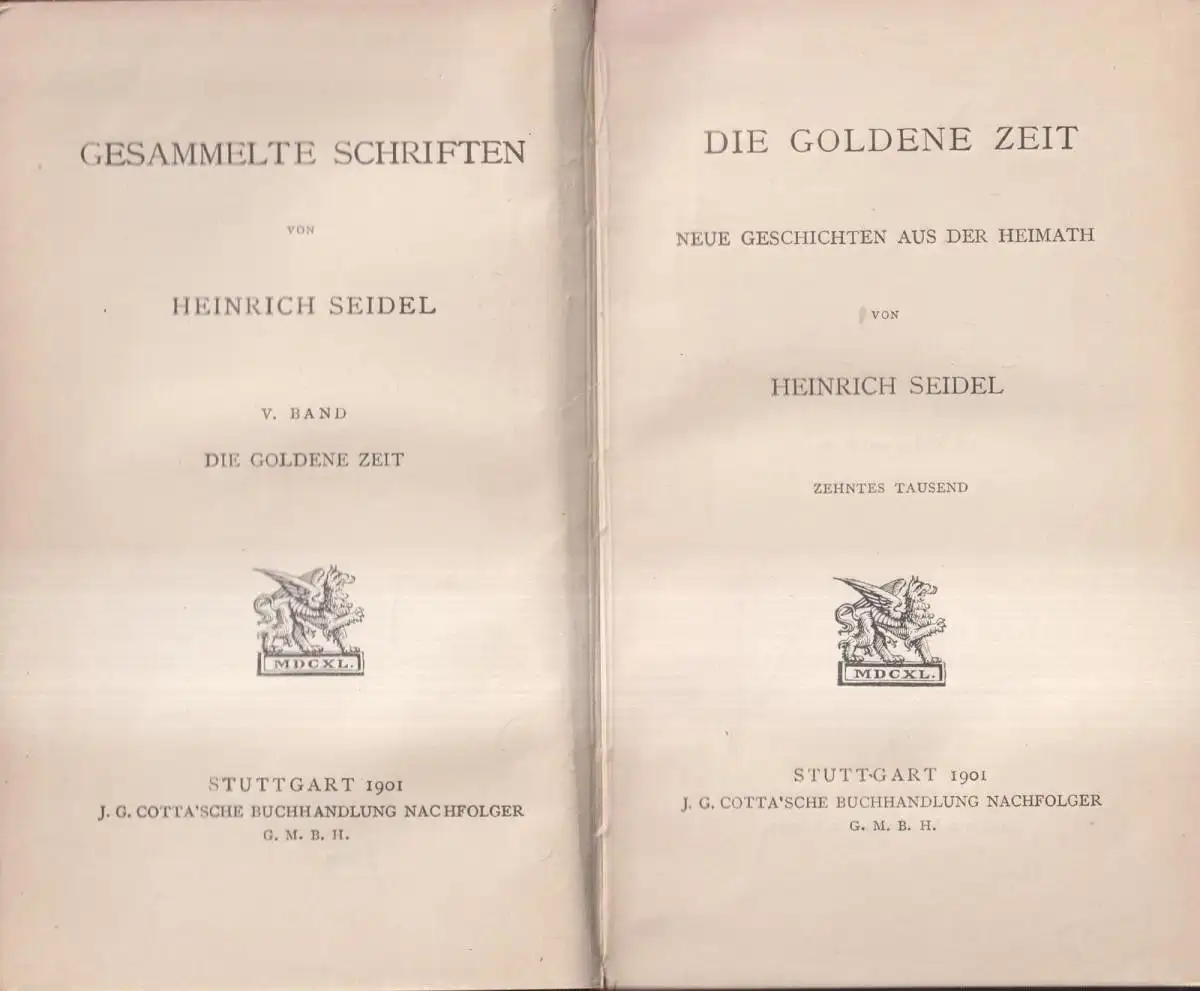 GESAMMELTE SCHRIFTEN
VON
HEINRICH SEIDEL
V. BAND
DIE GOLDENE ZEIT
MDCXL.
STUTTGART 1901
J. G. COTTA'SCHE BUCHHANDLUNG NACHFOLGER
G. M. B. H.
DIE GOLDENE ZEIT
NEUE GESCHICHTEN AUS DER HEIMATH
VON
HEINRICH SEIDEL
ZEHNTES TAUSEND
MDCXL.
STUTTGART 1901
J. G. COTTA'SCHE BUCHHANDLUNG NACHFOLGER
G. M. B. H.